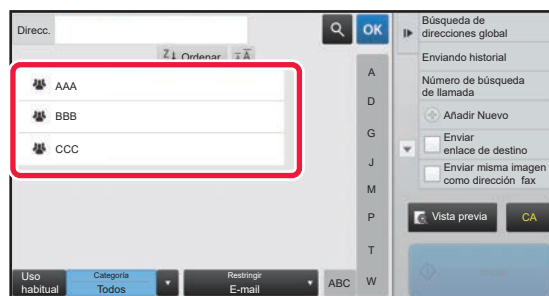 Direcc.
OK
Ordenar
AAA
BBB
CCC
A
D
G
J
M
P
T
W
Uso
habitual
Categoría
Todos
Restringir
E-mail
ABC
Búsqueda de
direcciones global
Enviando historial
Número de búsqueda
de llamada
Añadir Nuevo
Enviar
enlace de destino
Enviar misma imagen
como dirección fax
Vista previa
CA